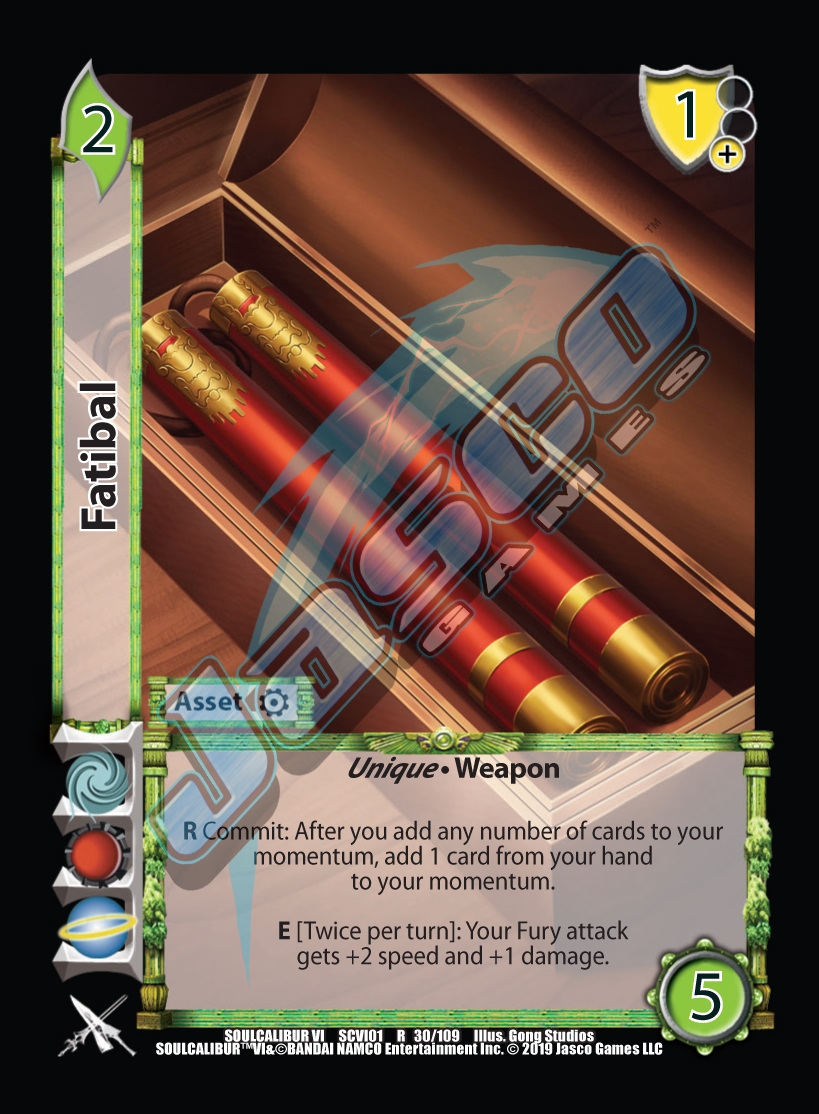 2
1
+
™
Fatibal
JASCO
GAMES
Asset
Unique • Weapon
R Commit: After you add any number of cards to your
momentum, add 1 card from your hand
to your momentum.
E [Twice per turn]: Your Fury attack
gets +2 speed and +1 damage.
5
SOULCALIBUR VI SCVI01 R 30/109 Illus. Gong Studios
SOULCALIBUR™VI&©BANDAI NAMCO Entertainment Inc. © 2019 Jasco Games LLC